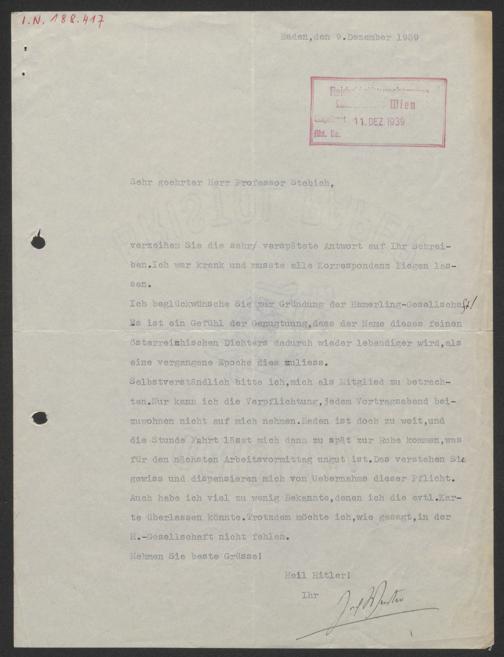 I.N. 188.417
Baden,den 9.Dezember 1939
Wien
11. DEZ. 1939
Sehr geehrter Herr Professor Stebich,
verzeihen Sie die sehr/ verspätete Antwort auf Ihr Schrei-
ben.Ich war krank und musste alle Korrespondenz liegen las-
sen.
Ich beglückwünsche Sie zur Gründung der Hamerling-Gesellschaft/
Es ist ein Gefühl der Genugtuung,dass der Name dieses feinen
österreichischen Dichters dadurch wieder lebendiger wird,als
eine vergangene Epoche dies zuliess.
Selbstverständlich bitte ich,mich als Mitglied zu betrach-
ten.Nur kann ich die Verpflichtung,jedem Vortragsabend bei-
zuwohnen nicht auf mich nehmen.Baden ist doch zu weit,und
die Stunde Fahrt lässt mich dann zu spät zur Ruhe kommen,was
für den nächsten Arbeitsvormittag ungut ist.Das verstehen Sie
gewiss und dispensieren mich von Uebernahme dieser Pflicht.
Auch habe ich viel zu wenig Bekannte,denen ich die evtl.Kar-
te überlassen könnte.Trotzdem möchte ich,wie gesagt,in der
H.-Gesellschaft nicht fehlen.
Nehmen Sie beste Grüsse!
Heil Hitler!
Ihr